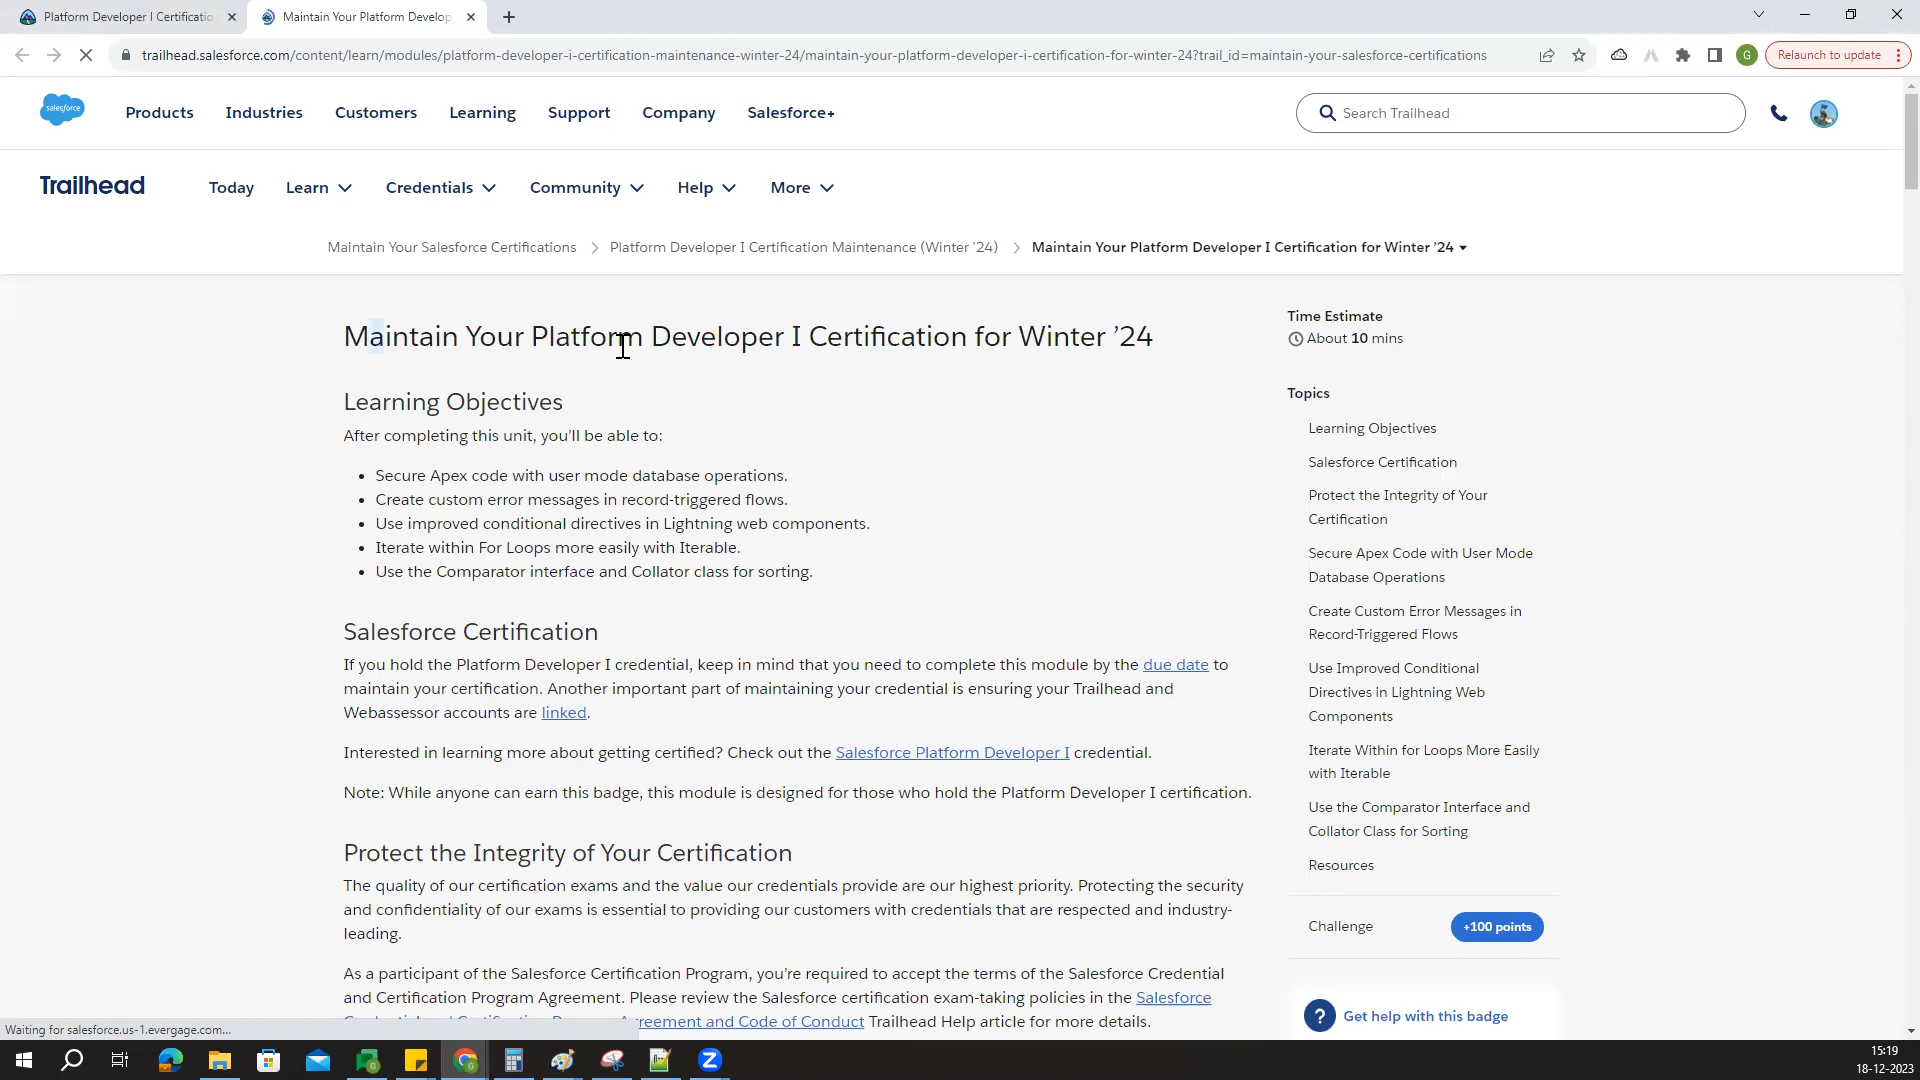 Platform Developer I Certificatio
Maintain Your Platform Develop
trailhead.salesforce.com/content/learn/modules/platform-developer-i-certification-maintenance-winter-24/maintain-your-platform-developer-i-certification-for-winter-24?trail_id=maintain-your-salesforce-certifications
G
Relaunch to update
salesforce
Products
Industries
Customers
Learning
Support
Company
Salesforce+
Search Trailhead
Trailhead
Today
Learn
Credentials
Community
Help
More
Maintain Your Salesforce Certifications
Platform Developer I Certification Maintenance (Winter '24)
Maintain Your Platform Developer I Certification for Winter ’24
Maintain Your Platform Developer I Certification for Winter ’24
Learning Objectives
After completing this unit, you’ll be able to:
• Secure Apex code with user mode database operations.
• Create custom error messages in record-triggered flows.
• Use improved conditional directives in Lightning web components.
• Iterate within For Loops more easily with Iterable.
• Use the Comparator interface and Collator class for sorting.
Salesforce Certification
If you hold the Platform Developer I credential, keep in mind that you need to complete this module by the due date to
maintain your certification. Another important part of maintaining your credential is ensuring your Trailhead and
Webassessor accounts are linked.
Interested in learning more about getting certified? Check out the Salesforce Platform Developer I credential.
Note: While anyone can earn this badge, this module is designed for those who hold the Platform Developer I certification.
Protect the Integrity of Your Certification
The quality of our certification exams and the value our credentials provide are our highest priority. Protecting the security
and confidentiality of our exams is essential to providing our customers with credentials that are respected and industry-
leading.
As a participant of the Salesforce Certification Program, you’re required to accept the terms of the Salesforce Credential
and Certification Program Agreement. Please review the Salesforce certification exam-taking policies in the Salesforce
Agreement and Code of Conduct Trailhead Help article for more details.
Time Estimate
About 10 mins
Topics
Learning Objectives
Salesforce Certification
Protect the Integrity of Your
Certification
Secure Apex Code with User Mode
Database Operations
Create Custom Error Messages in
Record-Triggered Flows
Use Improved Conditional
Directives in Lightning Web
Components
Iterate Within for Loops More Easily
with Iterable
Use the Comparator Interface and
Collator Class for Sorting
Resources
Challenge
+100 points
? Get help with this badge
Waiting for salesforce.us-1.evergage.com...
Z
15:19
18-12-2023